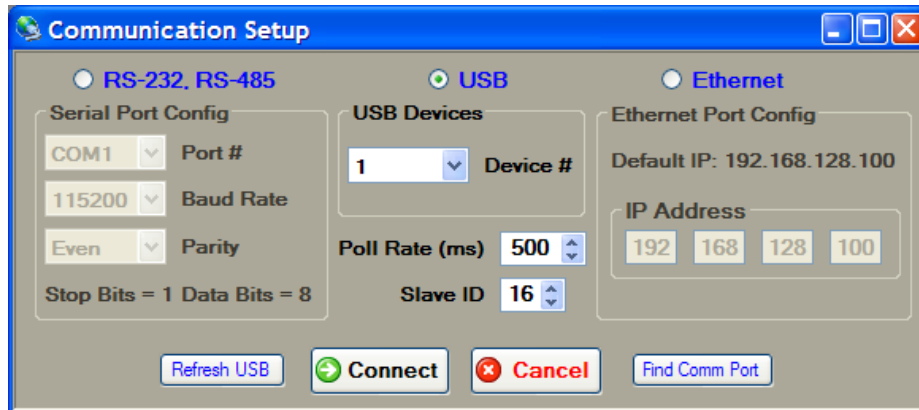 Communication Setup
RS-232, RS-485
USB
Ethernet
Serial Port Config
COM1 Port #
115200 Baud Rate
Even Parity
Stop Bits = 1 Data Bits = 8
USB Devices
1 Device #
Poll Rate (ms) 500
Slave ID 16
Ethernet Port Config
Default IP: 192.168.128.100
IP Address
192 168 128 100
Refresh USB
Connect
Cancel
Find Comm Port